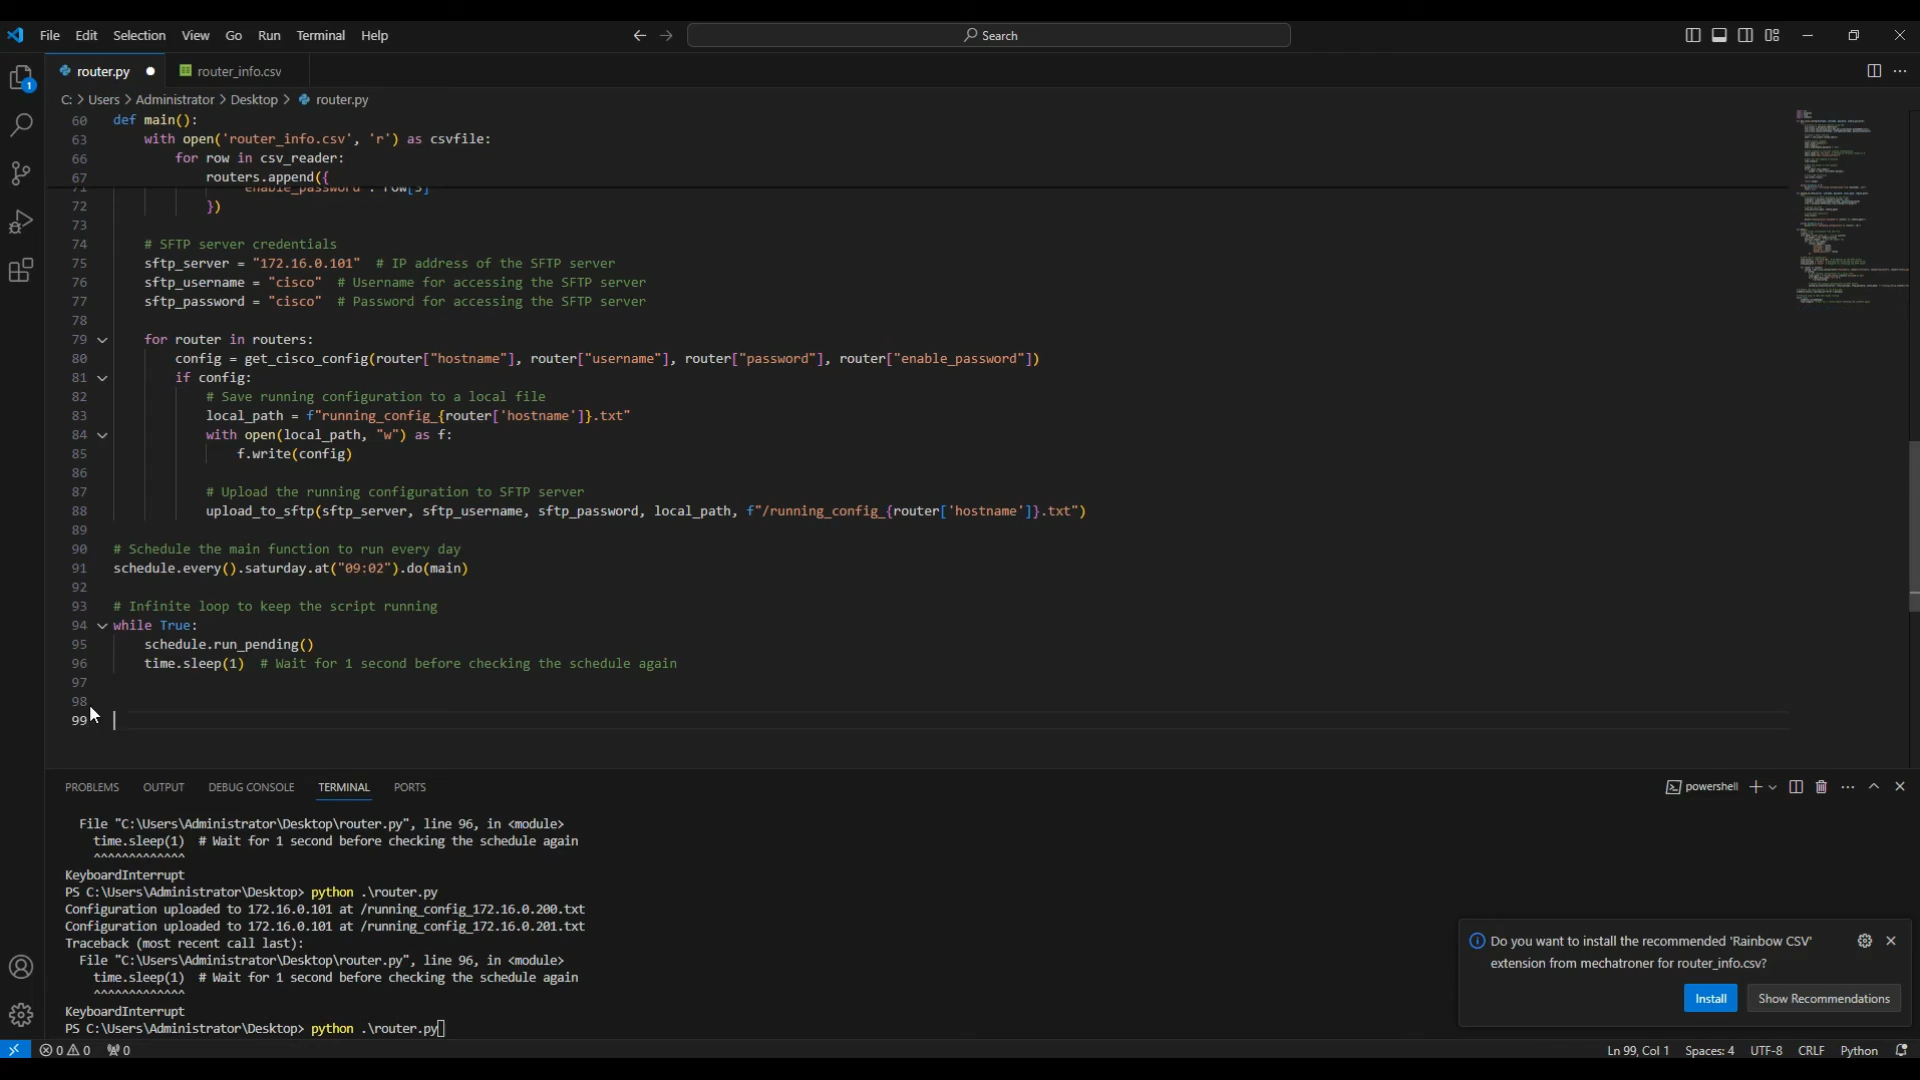 File Edit Selection View Go Run Terminal Help
Search
router.py
router_info.csv
1
C: > Users > Administrator > Desktop > router.py
60 def main():
63 with open('router_info.csv', 'r') as csvfile:
66 for row in csv_reader:
67 routers.append({
71 "enable_password": row[3]
72 })
73
74 # SFTP server credentials
75 sftp_server = "172.16.0.101" # IP address of the SFTP server
76 sftp_username = "cisco" # Username for accessing the SFTP server
77 sftp_password = "cisco" # Password for accessing the SFTP server
78
79 for router in routers:
80 config = get_cisco_config(router["hostname"], router["username"], router["password"], router["enable_password"])
81 if config:
82 # Save running configuration to a local file
83 local_path = f"running_config_{router['hostname']}.txt"
84 with open(local_path, "w") as f:
85 f.write(config)
86
87 # Upload the running configuration to SFTP server
88 upload_to_sftp(sftp_server, sftp_username, sftp_password, local_path, f"/running_config_{router['hostname']}.txt")
89
90 # Schedule the main function to run every day
91 schedule.every().saturday.at("09:02").do(main)
92
93 # Infinite loop to keep the script running
94 while True:
95 schedule.run_pending()
96 time.sleep(1) # Wait for 1 second before checking the schedule again
97
98
99
PROBLEMS OUTPUT DEBUG CONSOLE TERMINAL PORTS
powershell
File "C:\Users\Administrator\Desktop\router.py", line 96, in <module>
time.sleep(1) # Wait for 1 second before checking the schedule again
^^^^^^^^^^^^^
KeyboardInterrupt
PS C:\Users\Administrator\Desktop> python .\router.py
Configuration uploaded to 172.16.0.101 at /running_config_172.16.0.200.txt
Configuration uploaded to 172.16.0.101 at /running_config_172.16.0.201.txt
Traceback (most recent call last):
File "C:\Users\Administrator\Desktop\router.py", line 96, in <module>
time.sleep(1) # Wait for 1 second before checking the schedule again
^^^^^^^^^^^^^
KeyboardInterrupt
PS C:\Users\Administrator\Desktop> python .\router.py
Do you want to install the recommended 'Rainbow CSV'
extension from mechatroner for router_info.csv?
Install
Show Recommendations
0 0 0
Ln 99, Col 1 Spaces: 4 UTF-8 CRLF Python